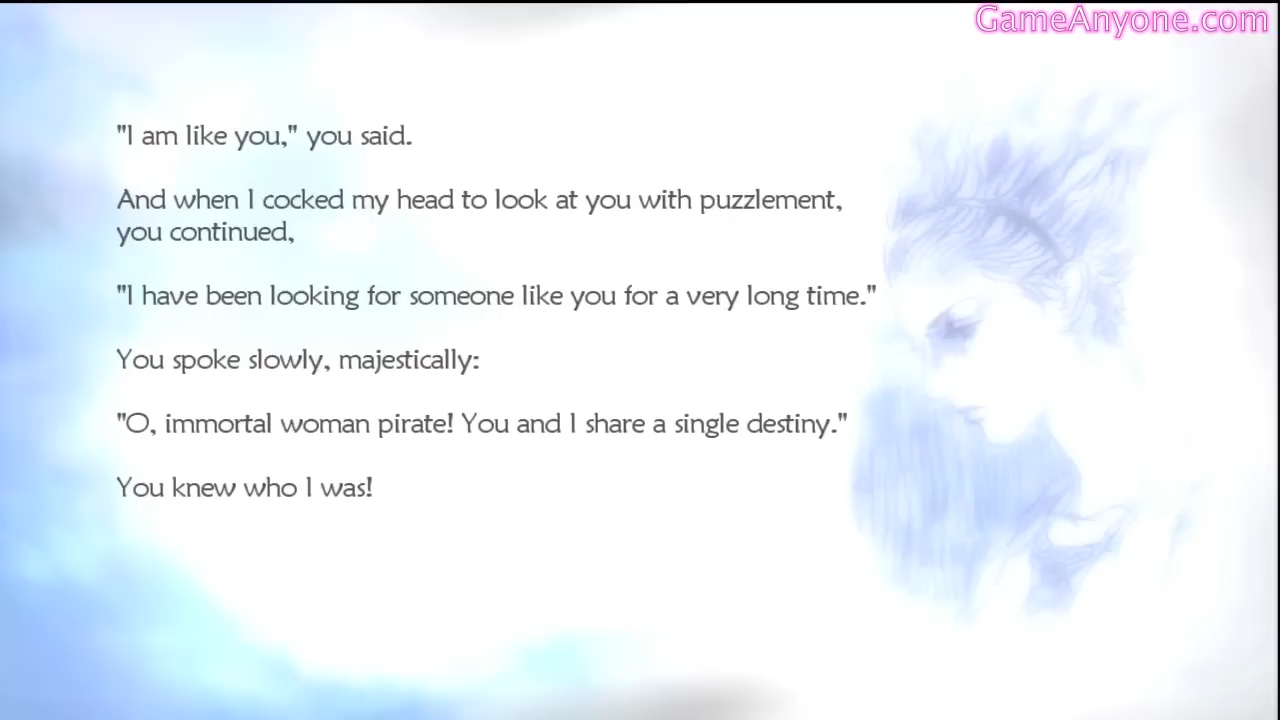 GameAnyone.com
"I am like you," you said.
And when I cocked my head to look at you with puzzlement,
you continued,
"I have been looking for someone like you for a very long time."
You spoke slowly, majestically:
"O, immortal woman pirate! You and I share a single destiny."
You knew who I was!